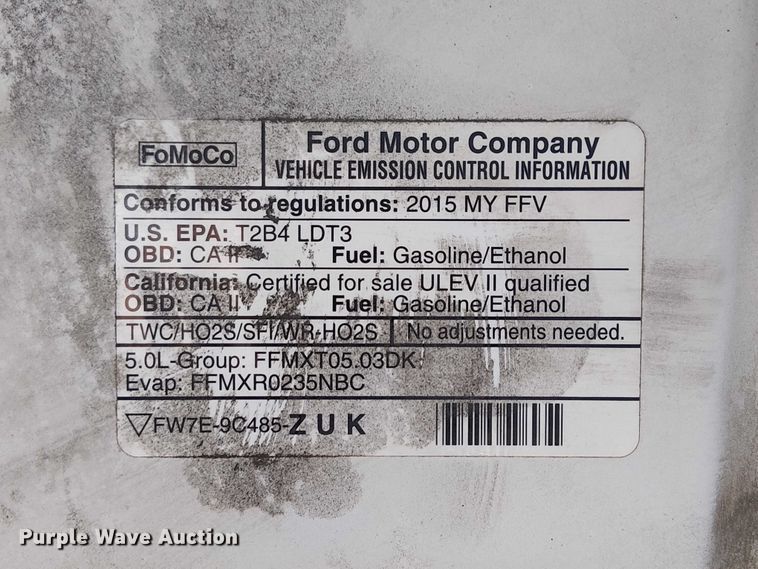 FoMoCo
Ford Motor Company
VEHICLE EMISSION CONTROL INFORMATION
Conforms to regulations: 2015 MY FFV
U.S. EPA: T2B4 LDT3
OBD: CA II Fuel: Gasoline/Ethanol
California: Certified for sale ULEV II qualified
OBD: CA II Fuel: Gasoline/Ethanol
TWC/HO2S/SFI/WR-HO2S No adjustments needed.
5.0L-Group: FFMXT05.03DK
Evap: FFMXR0235NBC
FW7E-9C485-ZUK
Purple Wave Auction